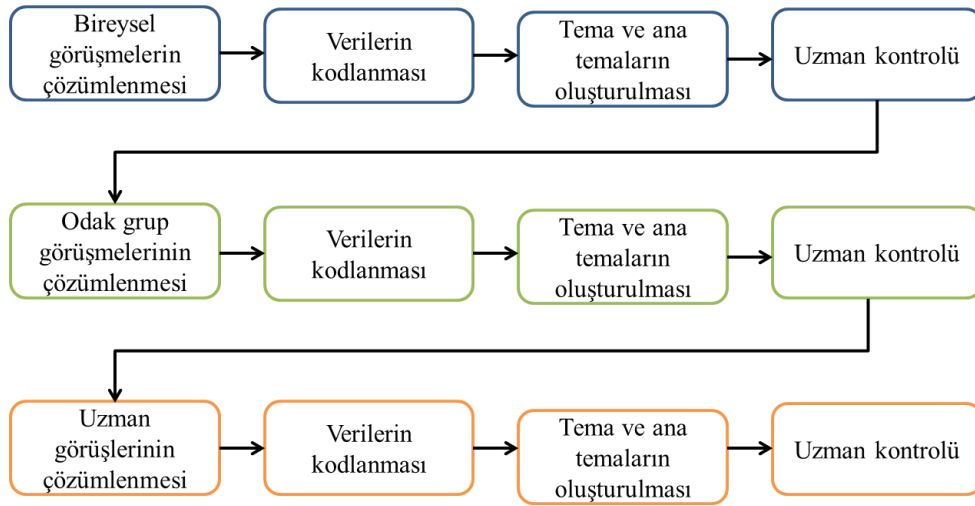 Bireysel
görüşmelerin
çözümlenmesi
Verilerin
kodlanması
Tema ve ana
temaların
oluşturulması
Uzman kontrolü
Odak grup
görüşmelerinin
çözümlenmesi
Verilerin
kodlanması
Tema ve ana
temaların
oluşturulması
Uzman kontrolü
Uzman
görüşlerinin
çözümlenmesi
Verilerin
kodlanması
Tema ve ana
temaların
oluşturulması
Uzman kontrolü